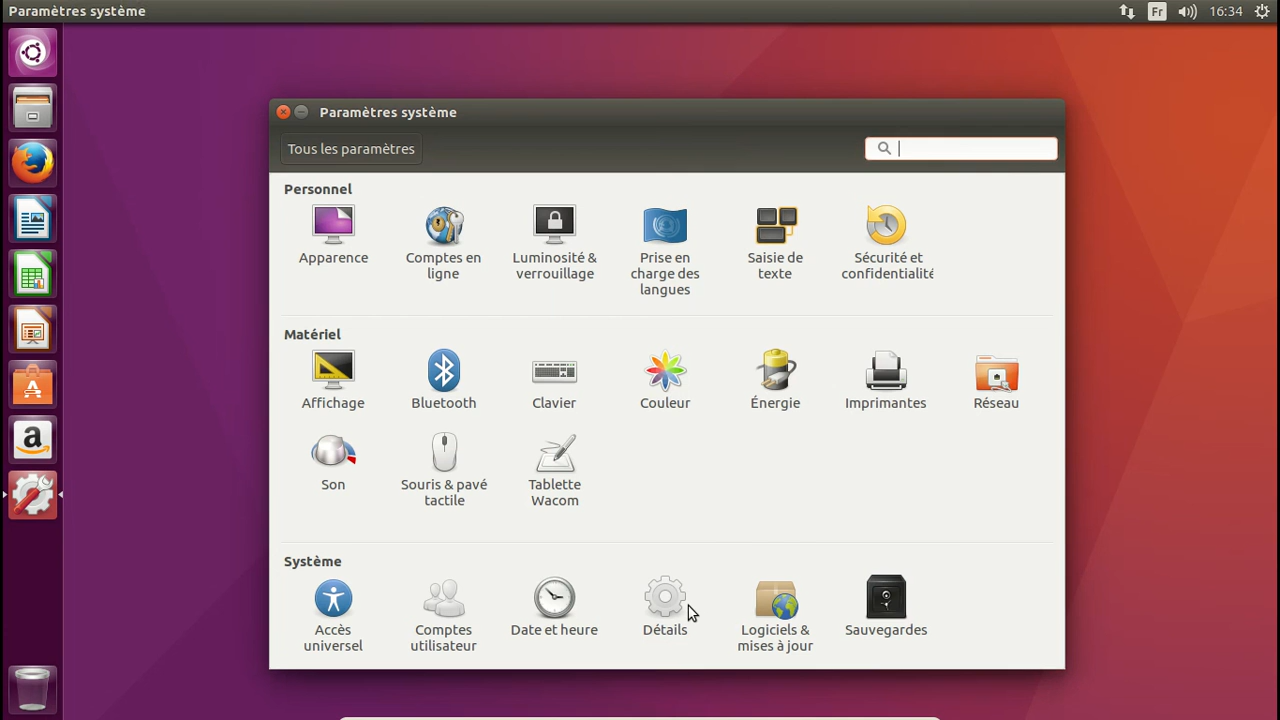 Paramètres système
Fr
16:34
Paramètres système
Tous les paramètres
Personnel
Apparence
Comptes en
ligne
Luminosité &
verrouillage
Prise en
charge des
langues
Saisie de
texte
Sécurité et
confidentialité
Matériel
Affichage
Bluetooth
Clavier
Couleur
Énergie
Imprimantes
Réseau
Son
Souris & pavé
tactile
Tablette
Wacom
Système
Accès
universel
Comptes
utilisateur
Date et heure
Détails
Logiciels &
mises à jour
Sauvegardes